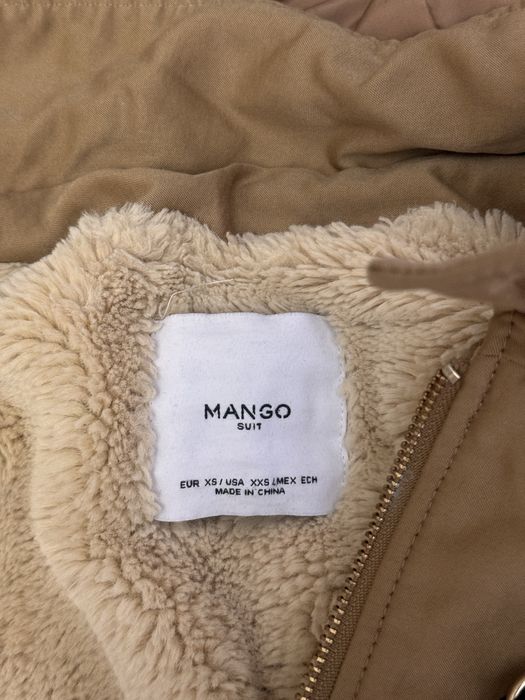 MANGO
SUIT
EUR XS / USA XXS / MEX ECH
MADE IN CHINA